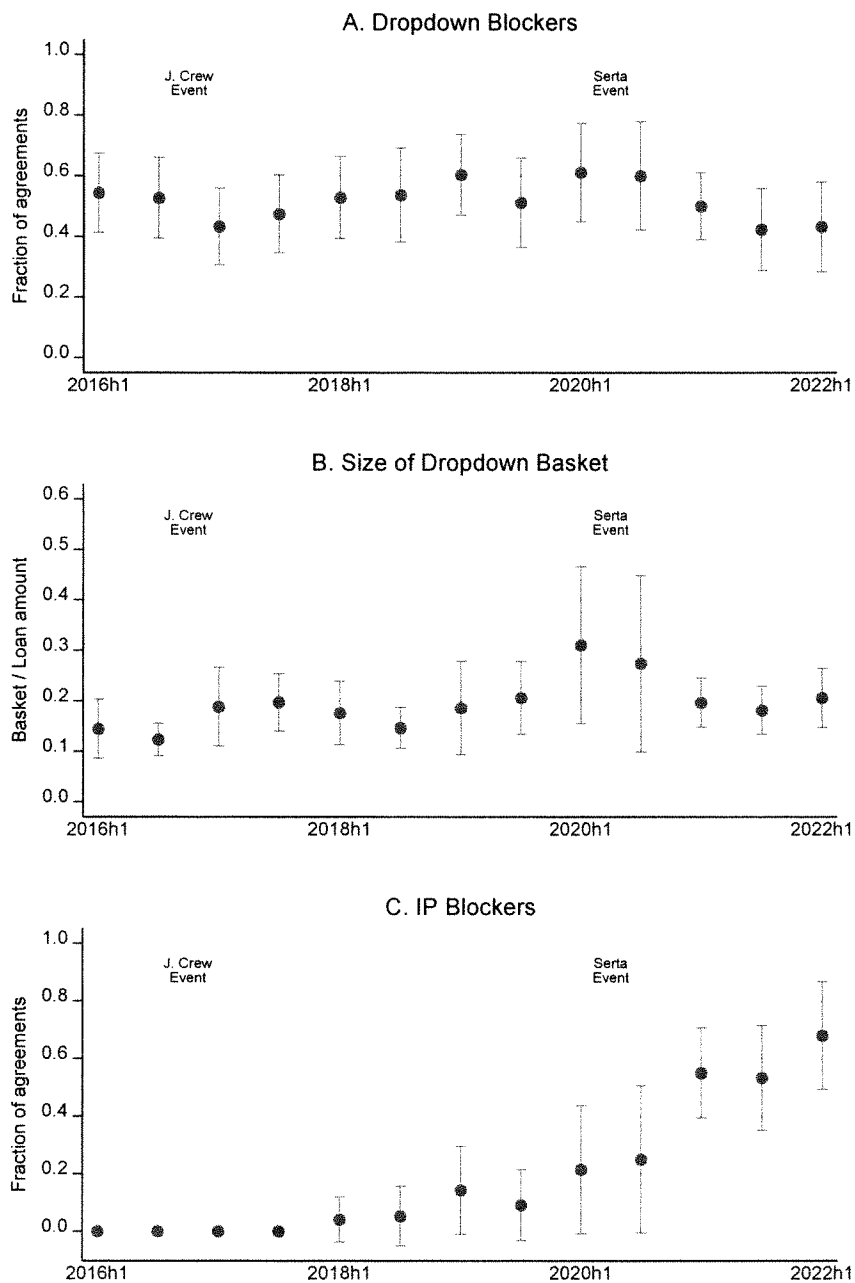 A. Dropdown Blockers
1.0
0.8
0.6
0.4
0.2
0.0
Fraction of agreements
J. Crew
Event
Serta
Event
2016h1
2018h1
2020h1
2022h1
B. Size of Dropdown Basket
0.6
0.5
0.4
0.3
0.2
0.1
0.0
Basket / Loan amount
J. Crew
Event
Serta
Event
2016h1
2018h1
2020h1
2022h1
C. IP Blockers
1.0
0.8
0.6
0.4
0.2
0.0
Fraction of agreements
J. Crew
Event
Serta
Event
2016h1
2018h1
2020h1
2022h1